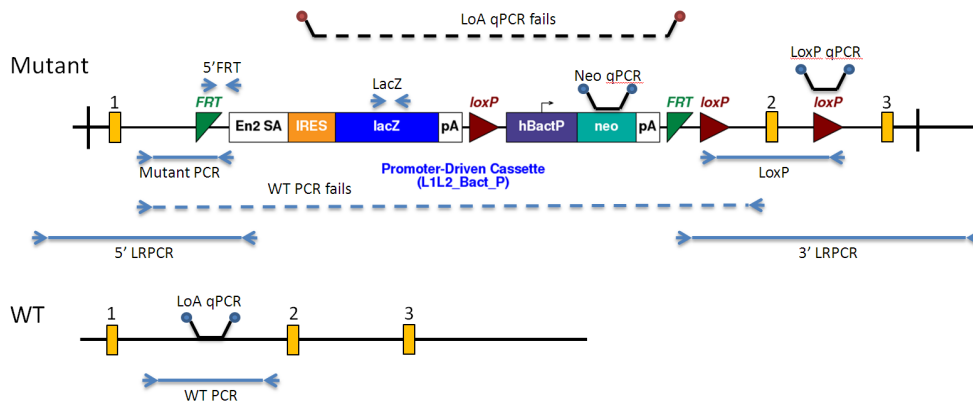 LoA qPCR fails
Mutant
5'FRT
LacZ
Neo qPCR
LoxP qPCR
1
FRT
loxP
FRT
loxP
2
loxP
3
En2 SA
IRES
lacZ
pA
hBactP
neo
pA
Mutant PCR
Promoter-Driven Cassette
(L1L2_Bact_P)
LoxP
WT PCR fails
5' LRPCR
3' LRPCR
WT
LoA qPCR
1
2
3
WT PCR